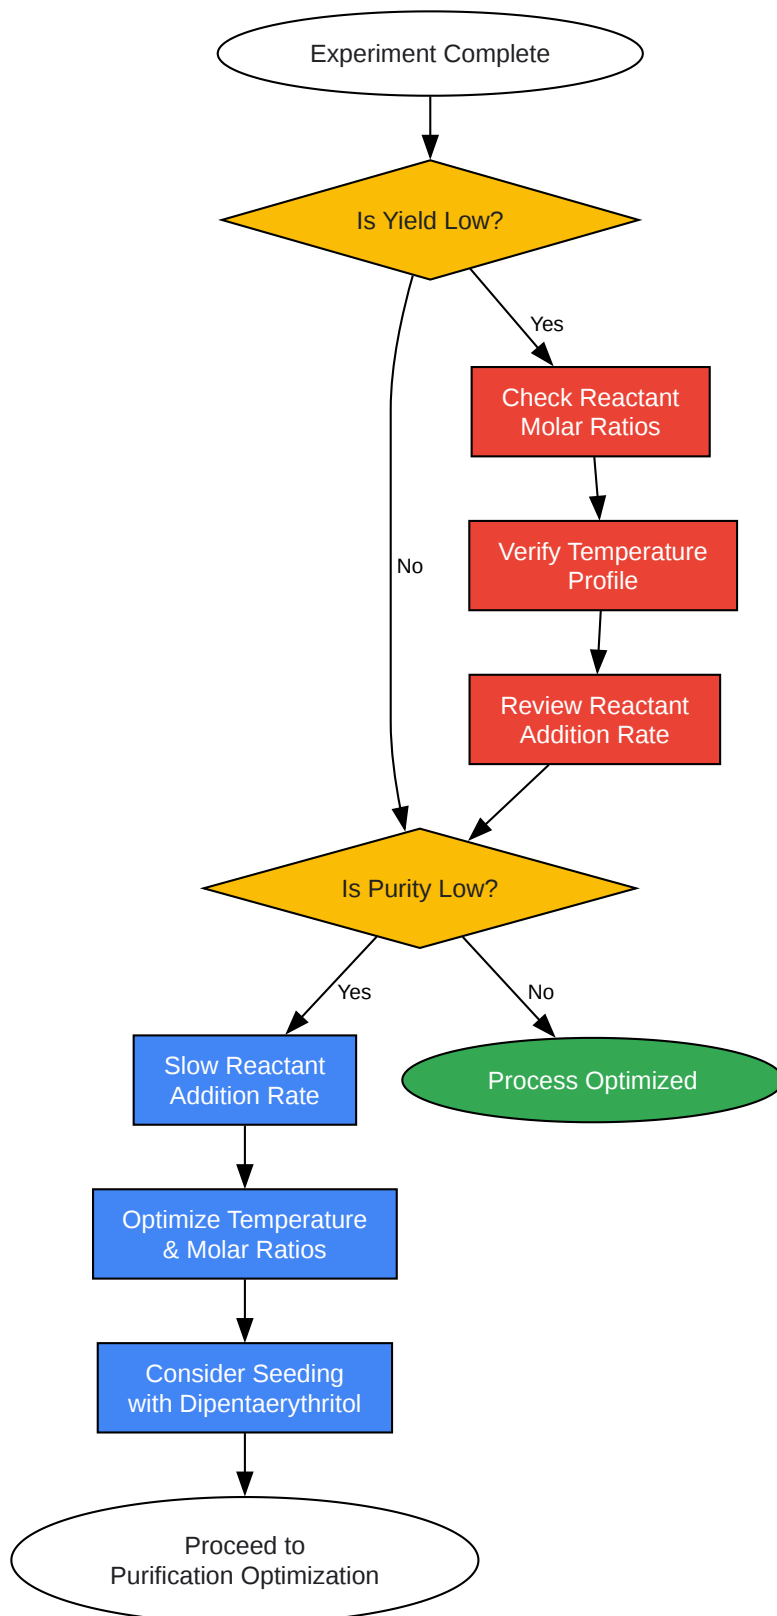 Experiment Complete
Is Yield Low?
Yes
Check Reactant
Molar Ratios
Verify Temperature
Profile
No
Review Reactant
Addition Rate
Is Purity Low?
Yes
No
Slow Reactant
Addition Rate
Process Optimized
Optimize Temperature
& Molar Ratios
Consider Seeding
with Dipentaerythritol
Proceed to
Purification Optimization